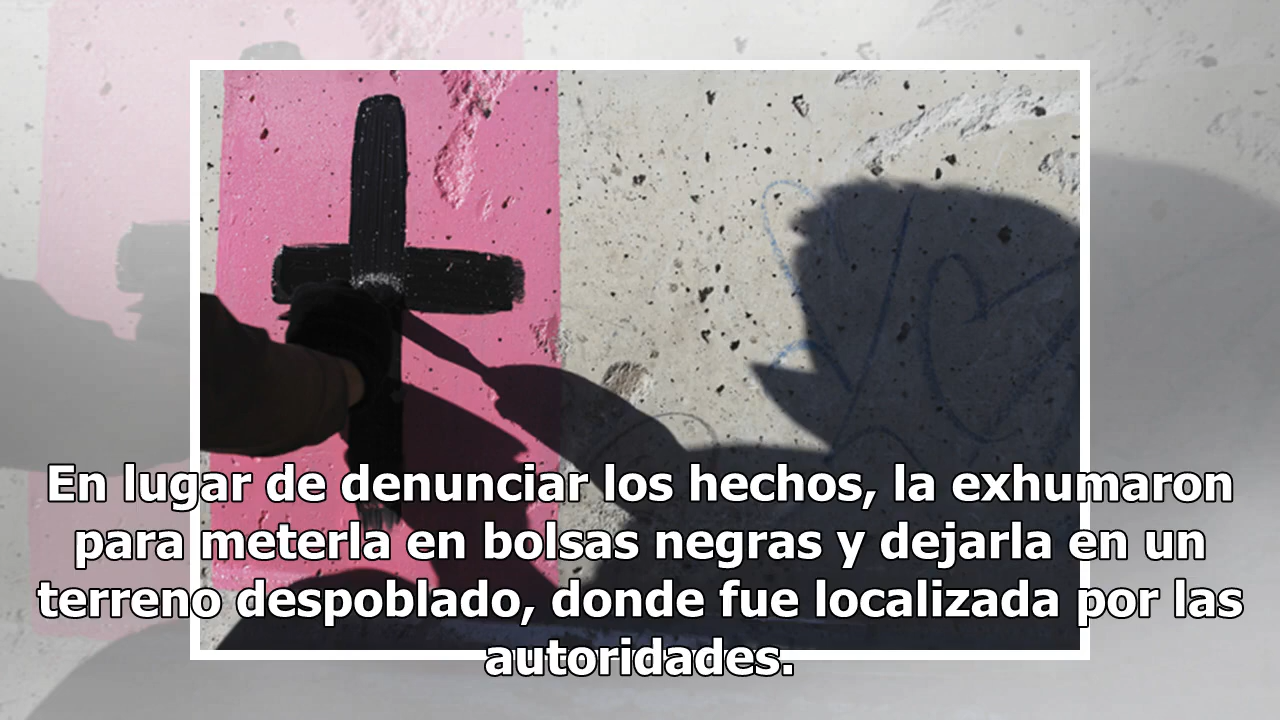 En lugar de denunciar los hechos, la exhumaron
para meterla en bolsas negras y dejarla en un
terreno despoblado, donde fue localizada por las
autoridades.